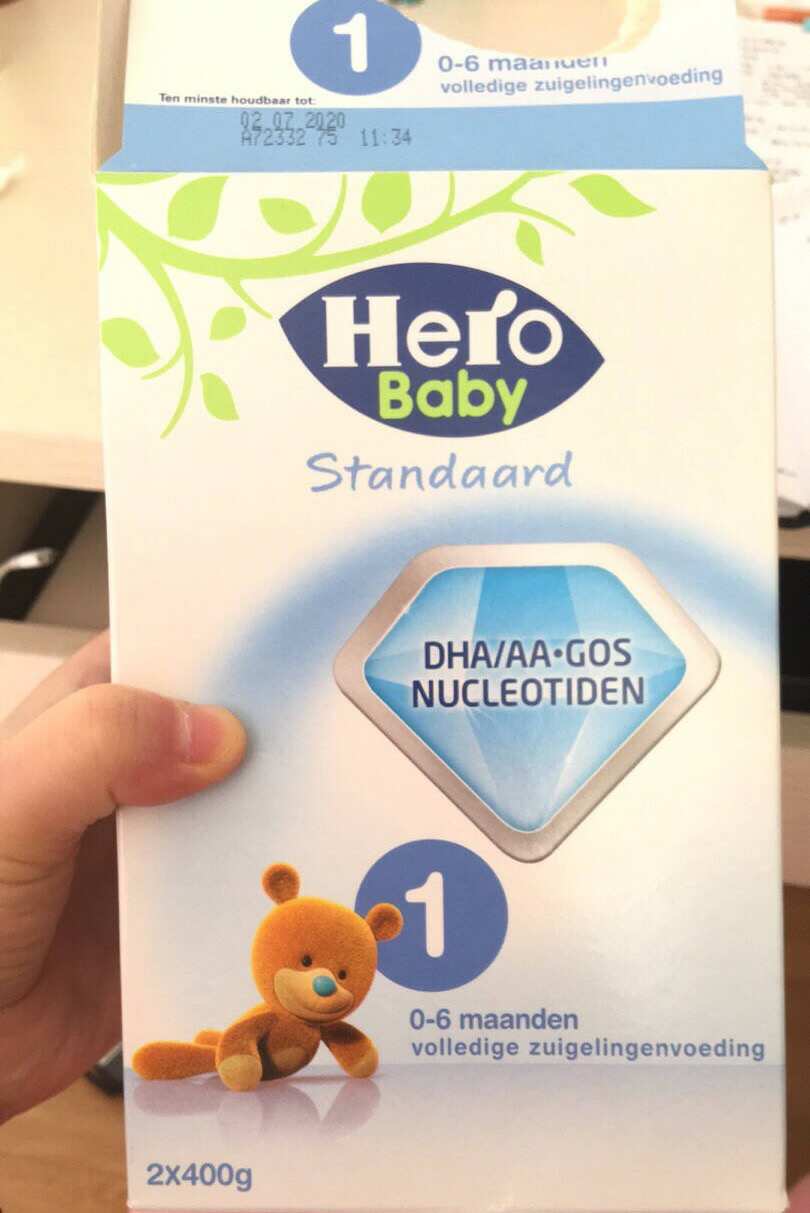 1
0-6 maanden
volledige zuigelingenvoeding
Ten minste houdbaar tot:
02 07 2020
A72332 75 11:34
Hero
Baby
Standaard
DHA/AA•GOS
NUCLEOTIDEN
1
0-6 maanden
volledige zuigelingenvoeding
2X400g